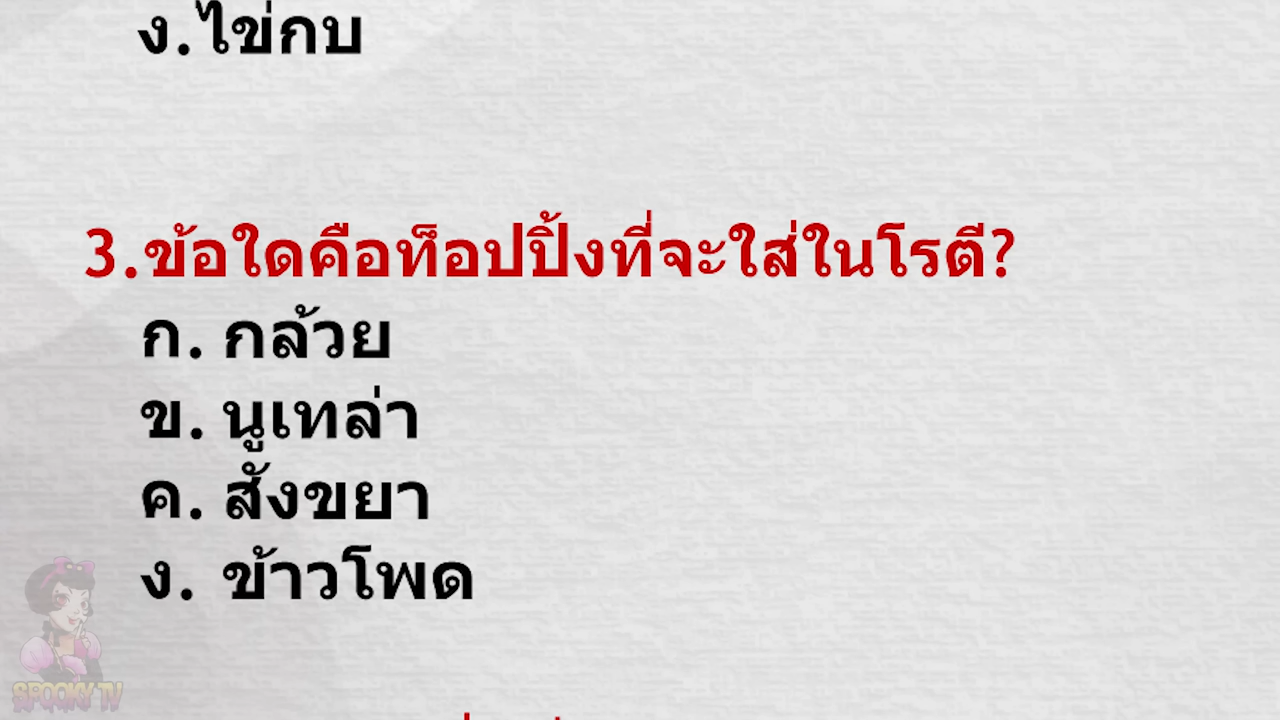 ง.ไข่กบ
3.ข้อใดคือท็อปปิ้งที่จะใส่ในโรตี?
ก. กล้วย
ข. นูเทล่า
ค. สังขยา
ง. ข้าวโพด
SPOOKY TV